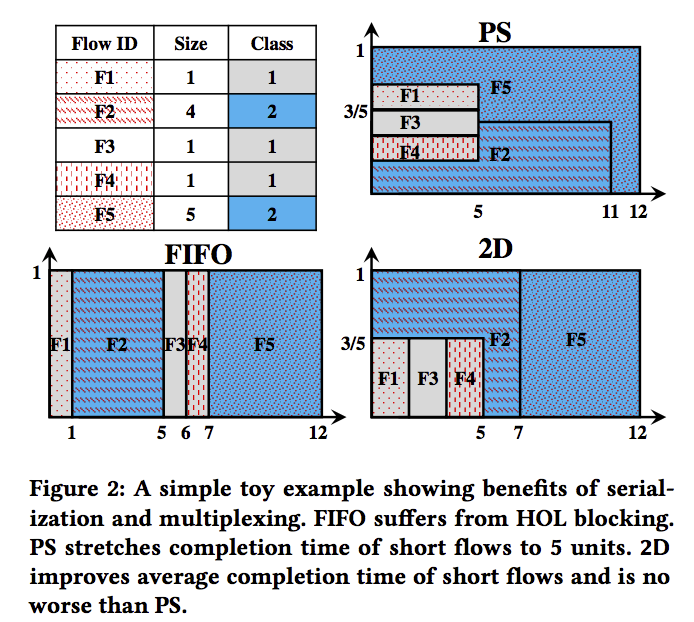 Flow ID Size Class
F1 1 1
F2 4 2
F3 1 1
F4 1 1
F5 5 2
PS
1
3/5
F1
F3
F4
F5
F2
5 11 12
FIFO
1
F1 F2 F3 F4 F5
1 5 6 7 12
2D
1
3/5
F1 F3 F4 F2 F5
5 7 12
Figure 2: A simple toy example showing benefits of serial-
ization and multiplexing. FIFO suffers from HOL blocking.
PS stretches completion time of short flows to 5 units. 2D
improves average completion time of short flows and is no
worse than PS.